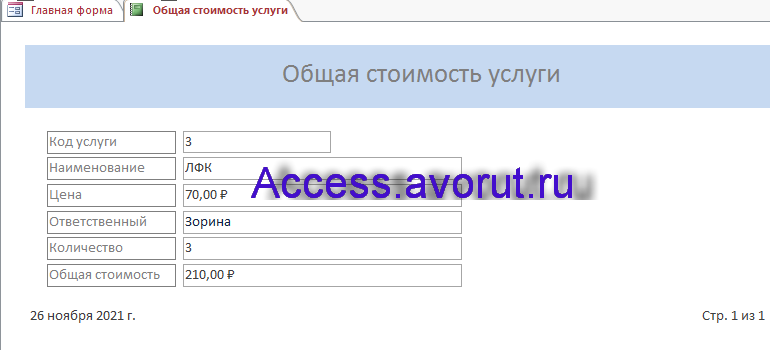 Главная форма Общая стоимость услуги
Общая стоимость услуги
Код услуги 3
Наименование ЛФК
Access.avorut.ru
Цена 70,00 ₽
Ответственный Зорина
Количество 3
Общая стоимость 210,00 ₽
26 ноября 2021 г. Стр. 1 из 1